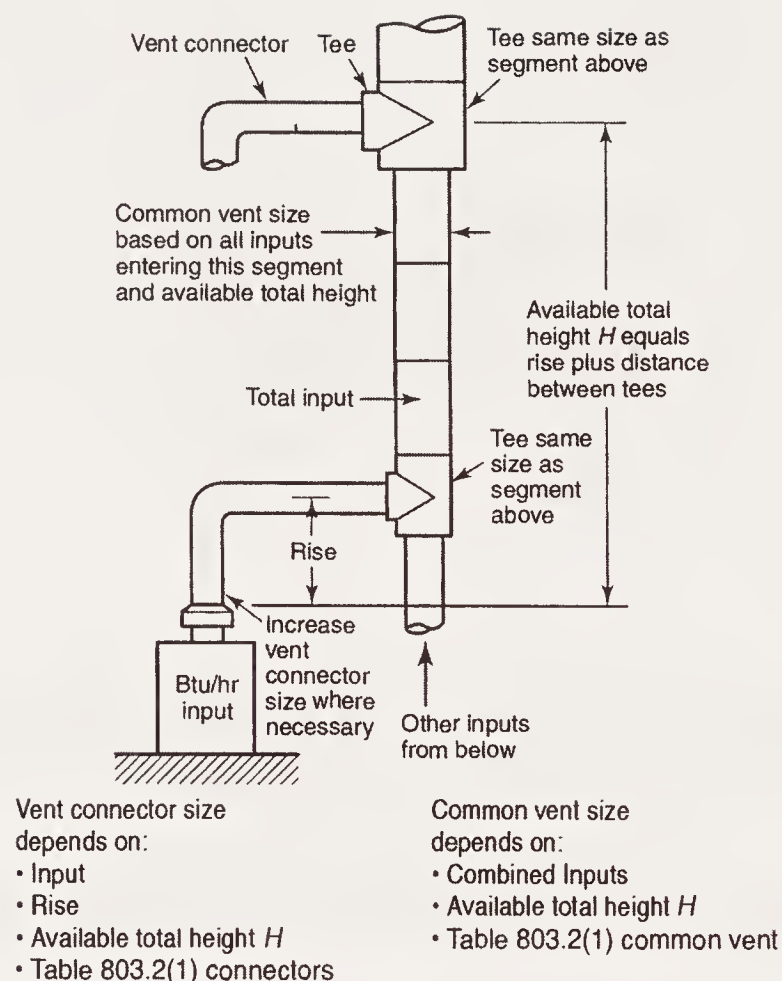 Vent connector
Tee
Tee same size as
segment above
Common vent size
based on all inputs
entering this segment
and available total height
Available total
height H equals
rise plus distance
between tees
Total input
Tee same
size as
segment
above
Rise
Increase
vent
connector
size where
necessary
Btu/hr
input
Other inputs
from below
Vent connector size
depends on:
• Input
• Rise
• Available total height H
• Table 803.2(1) connectors
Common vent size
depends on:
• Combined Inputs
• Available total height H
• Table 803.2(1) common vent